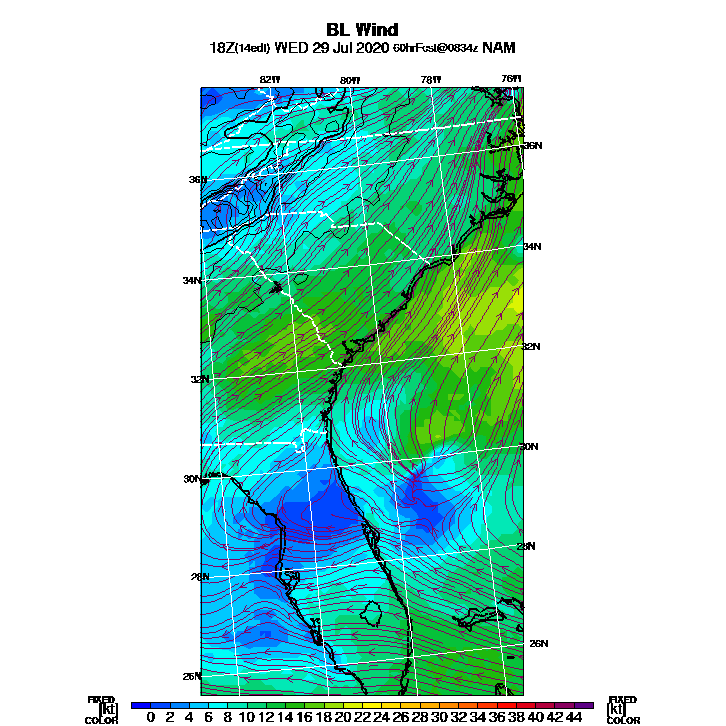 BL Wind
18Z(14edt) WED 29 Jul 2020 60hrFcst@0834z NAM
82W 80W 78W 76W
36N
36N
34N
34N
32N
32N
30N
30N
28N
28N
26N
26N
FIXED FIXED
[kt] 0 2 4 6 8 10 12 14 16 18 20 22 24 26 28 30 32 34 36 38 40 42 44 [kt]
COLOR COLOR